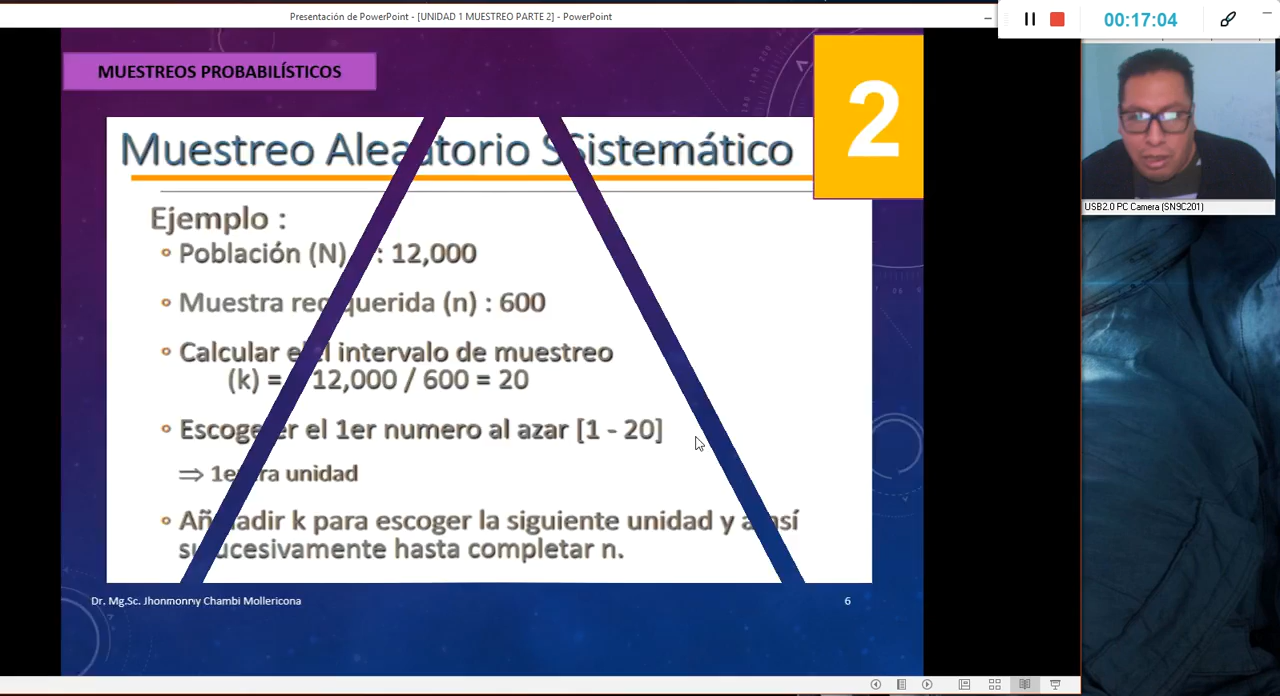 Presentación de PowerPoint - [UNIDAD 1 MUESTREO PARTE 2] - PowerPoint
00:17:04
MUESTREOS PROBABILÍSTICOS
2
Muestreo Aleaatorio SSistemático
Ejemplo :
• Población (N) : 12,000
• Muestra requerida (n) : 600
• Calcular el intervalo de muestreo
(k) = 12,000 / 600 = 20
• Escoger el 1er numero al azar [1 - 20]
⇒ 1era unidad
• Añadir k para escoger la siguiente unidad y así
sucesivamente hasta completar n.
Dr. Mg.Sc. Jhonmonry Chambi Mollericona
6
USB2.0 PC Camera (SN9C201)